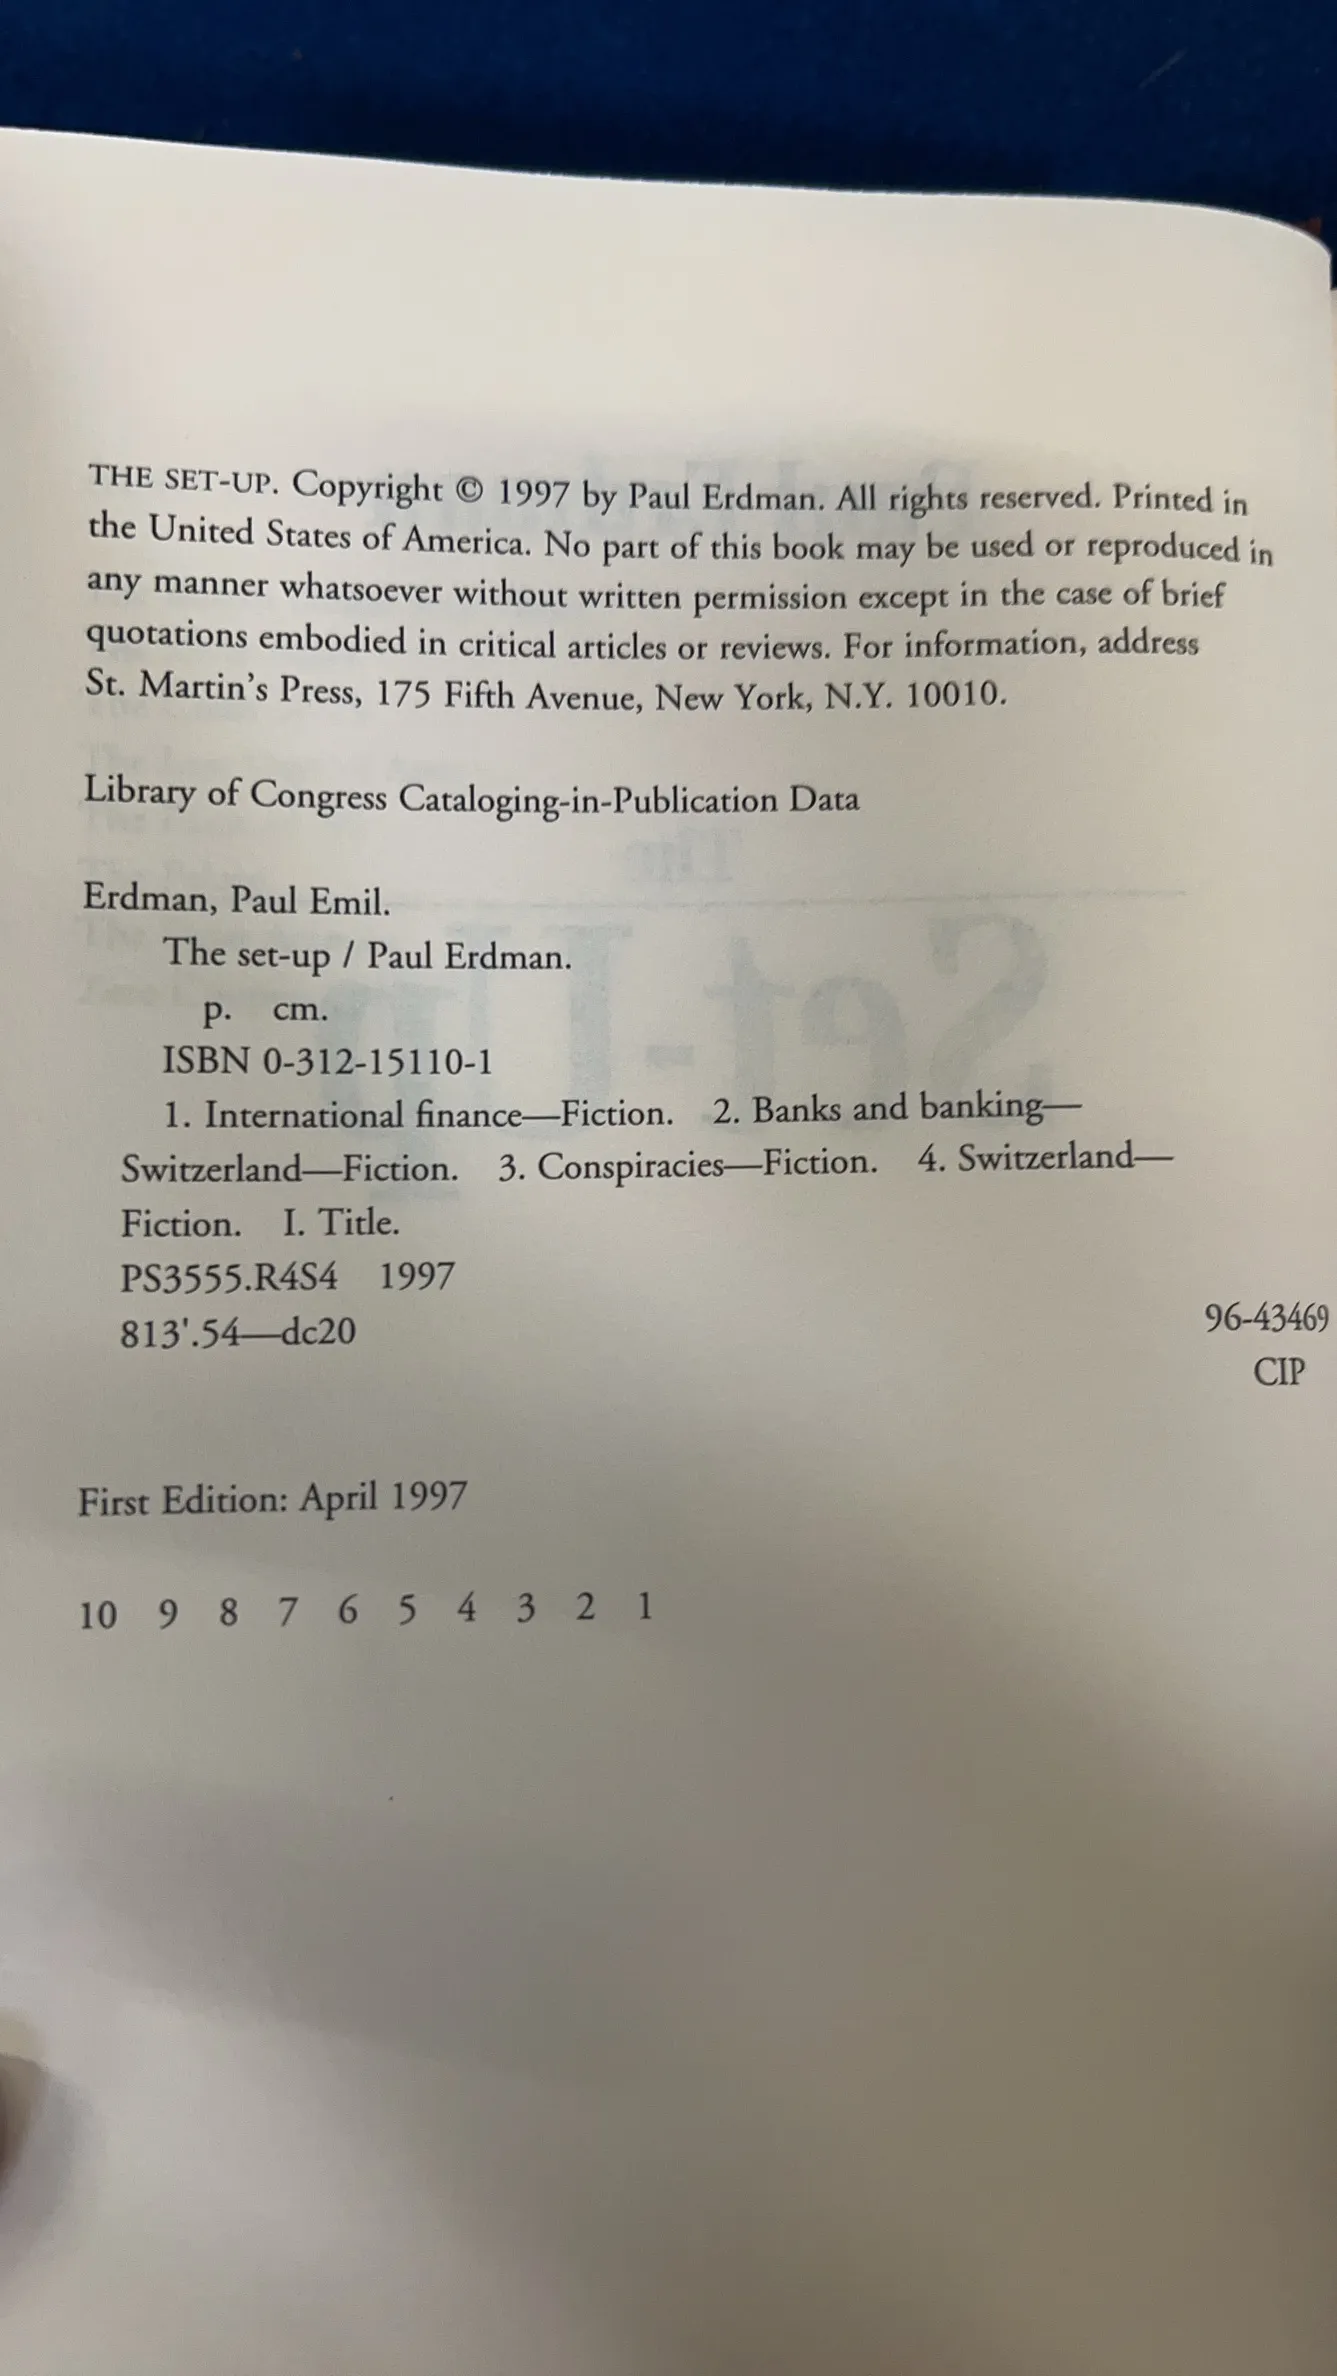 THE SET-UP. Copyright © 1997 by Paul Erdman. All rights reserved. Printed in
the United States of America. No part of this book may be used or reproduced in
any manner whatsoever without written permission except in the case of brief
quotations embodied in critical articles or reviews. For information, address
St. Martin's Press, 175 Fifth Avenue, New York, N.Y. 10010.
Library of Congress Cataloging-in-Publication Data
Erdman, Paul Emil.
The set-up / Paul Erdman.
p. cm.
ISBN 0-312-15110-1
1. International finance—Fiction. 2. Banks and banking—
Switzerland—Fiction. 3. Conspiracies—Fiction. 4. Switzerland—
Fiction. I. Title.
PS3555.R4S4 1997
813'.54—dc20
96-43469
CIP
First Edition: April 1997
10 9 8 7 6 5 4 3 2 1